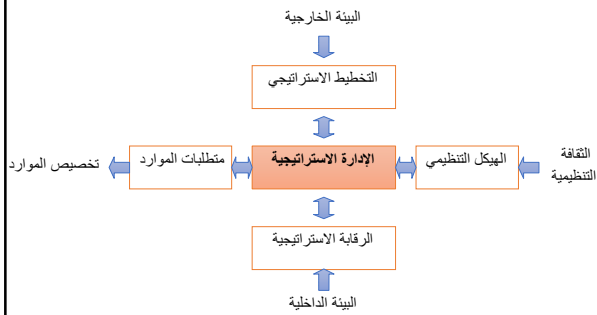 البيئة الخارجية
التخطيط الاستراتيجي
الثقافة
التنظيمية
الهيكل التنظيمي
الإدارة الاستراتيجية
متطلبات الموارد
تخصيص الموارد
الرقابة الاستراتيجية
البيئة الداخلية